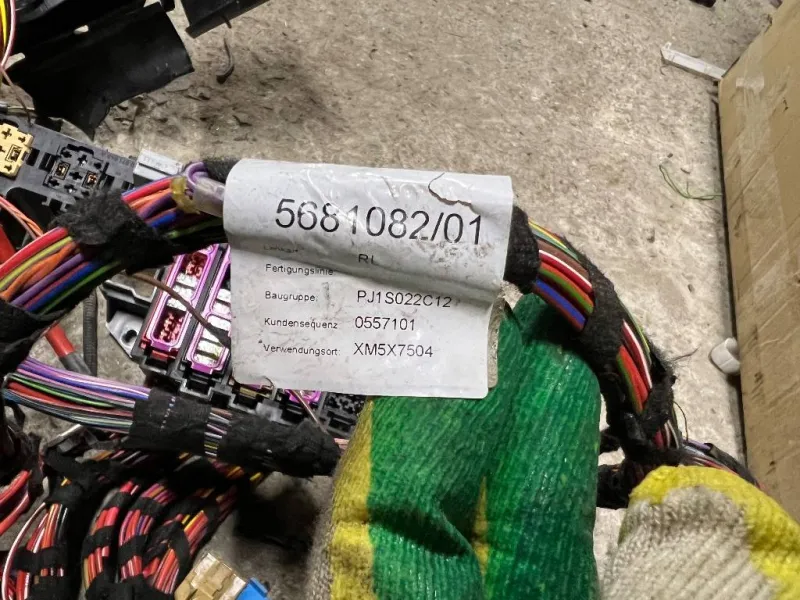 5681082/01
RL
Fertigungslinie
Baugruppe: PJ1S022C12
Kundensequenz 0557101
Verwendungsort: XM5X7504